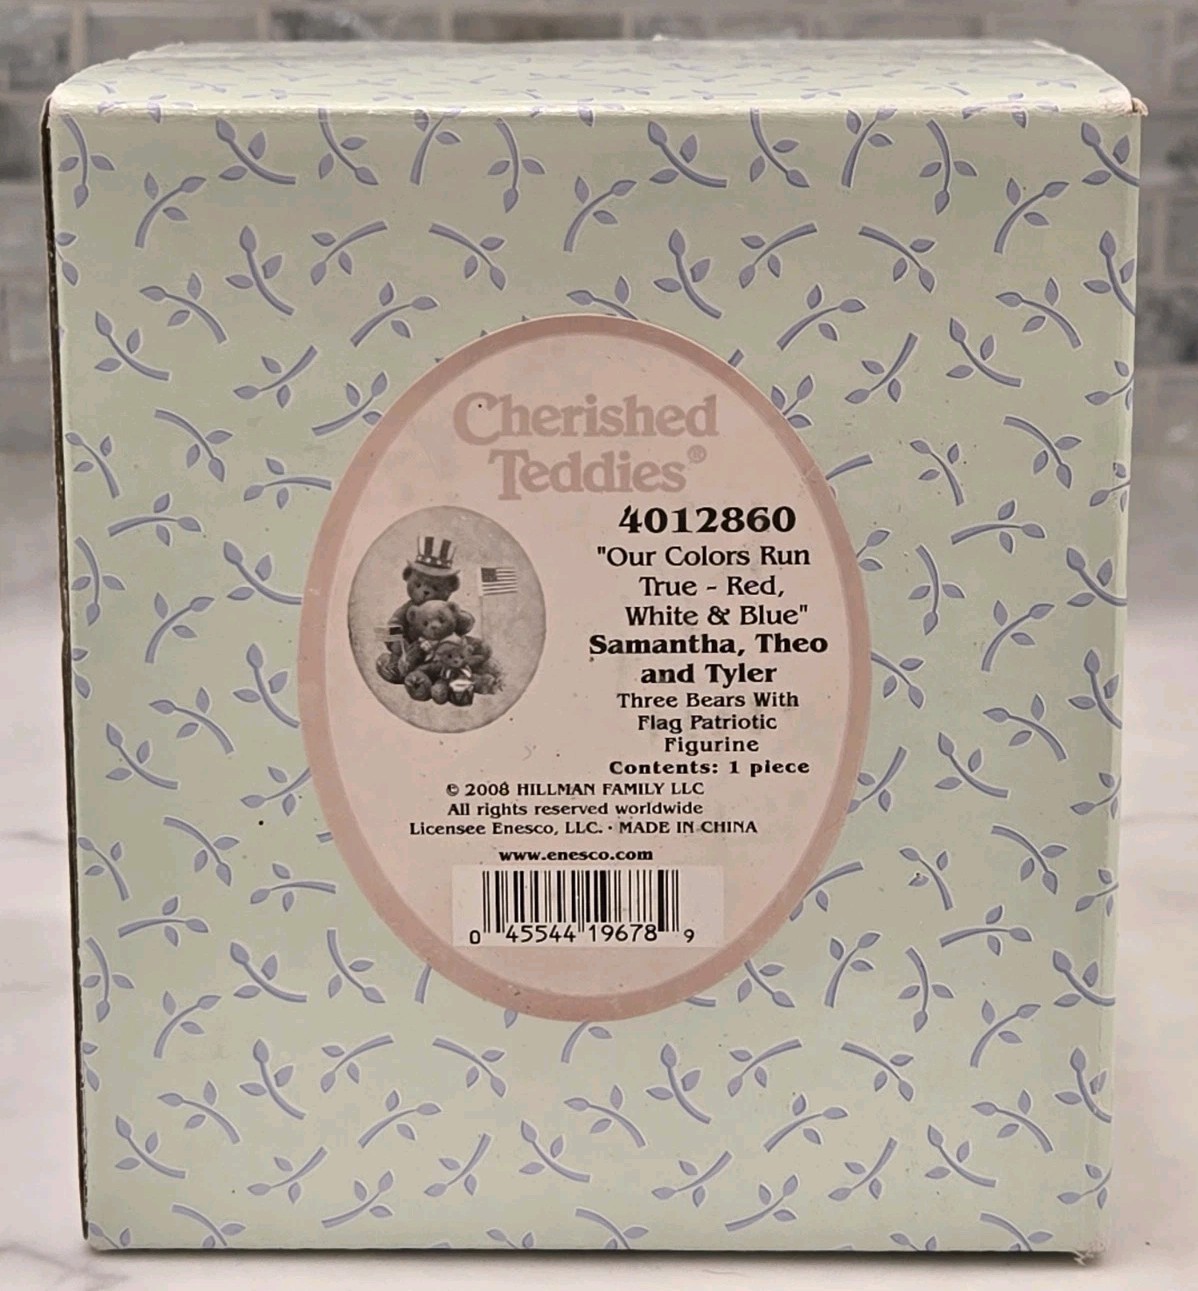 Cherished
Teddies®
4012860
"Our Colors Run
True - Red,
White & Blue"
Samantha, Theo
and Tyler
Three Bears With
Flag Patriotic
Figurine
Contents: 1 piece
© 2008 HILLMAN FAMILY LLC
All rights reserved worldwide
Licensee Enesco, LLC. · MADE IN CHINA
www.enesco.com
0 45544 19678 9